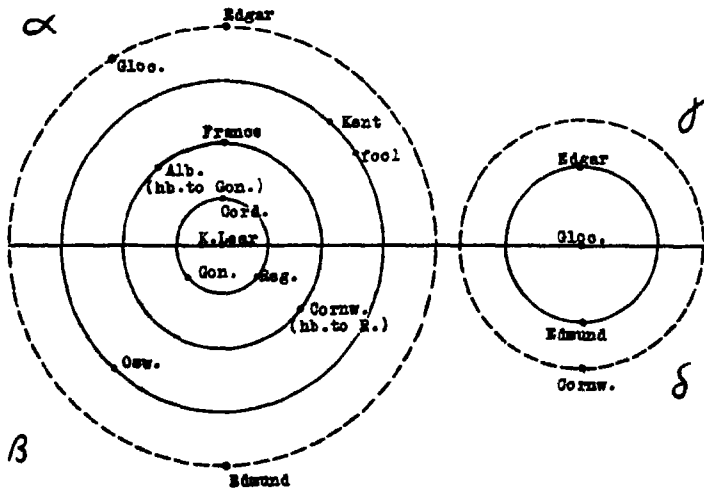 α
Edgar
Gloc.
Kent
fool
France
Alb.
(hb.to Gon.)
Cord.
K.Lear
Gon.
Reg.
Cornw.
(hb.to R.)
Osw.
β
Edmund
γ
Edgar
Gloc.
Edmund
Cornw.
δ